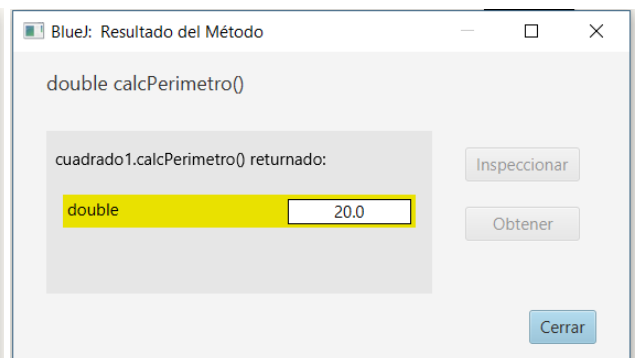 BlueJ: Resultado del Método
double calcPerimetro()
cuadrado1.calcPerimetro() returnado:
Inspeccionar
double 20.0
Obtener
Cerrar